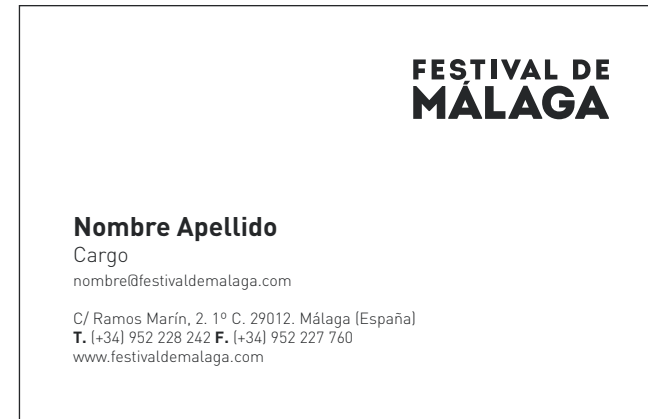 FESTIVAL DE
MÁLAGA
Nombre Apellido
Cargo
nombre@festivaldemalaga.com
C/ Ramos Marín, 2. 1º C. 29012. Málaga (España)
T. (+34) 952 228 242 F. (+34) 952 227 760
www.festivaldemalaga.com